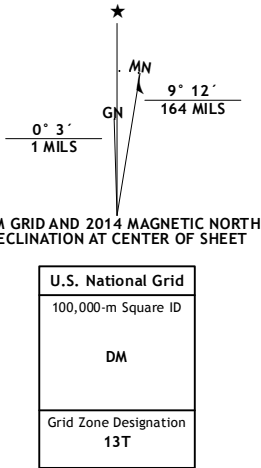 MN
GN
9° 12´
164 MILS
0° 3´
1 MILS
M GRID AND 2014 MAGNETIC NORTH
ECLINATION AT CENTER OF SHEET
U.S. National Grid
100,000-m Square ID
DM
Grid Zone Designation
13T